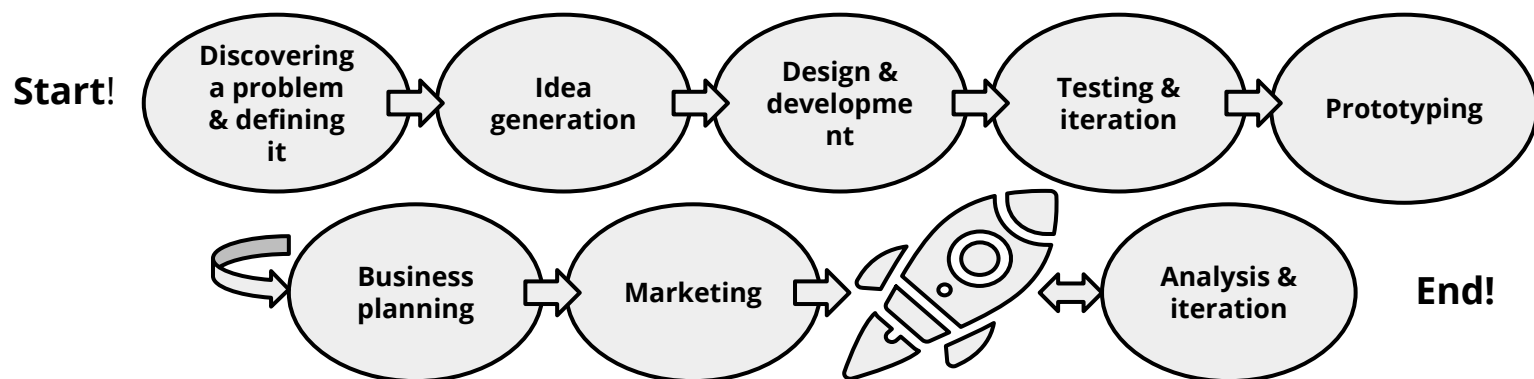 Start!
Discovering
a problem
& defining
it
Idea
generation
Design &
developme
nt
Testing &
iteration
Prototyping
Business
planning
Marketing
Analysis &
iteration
End!